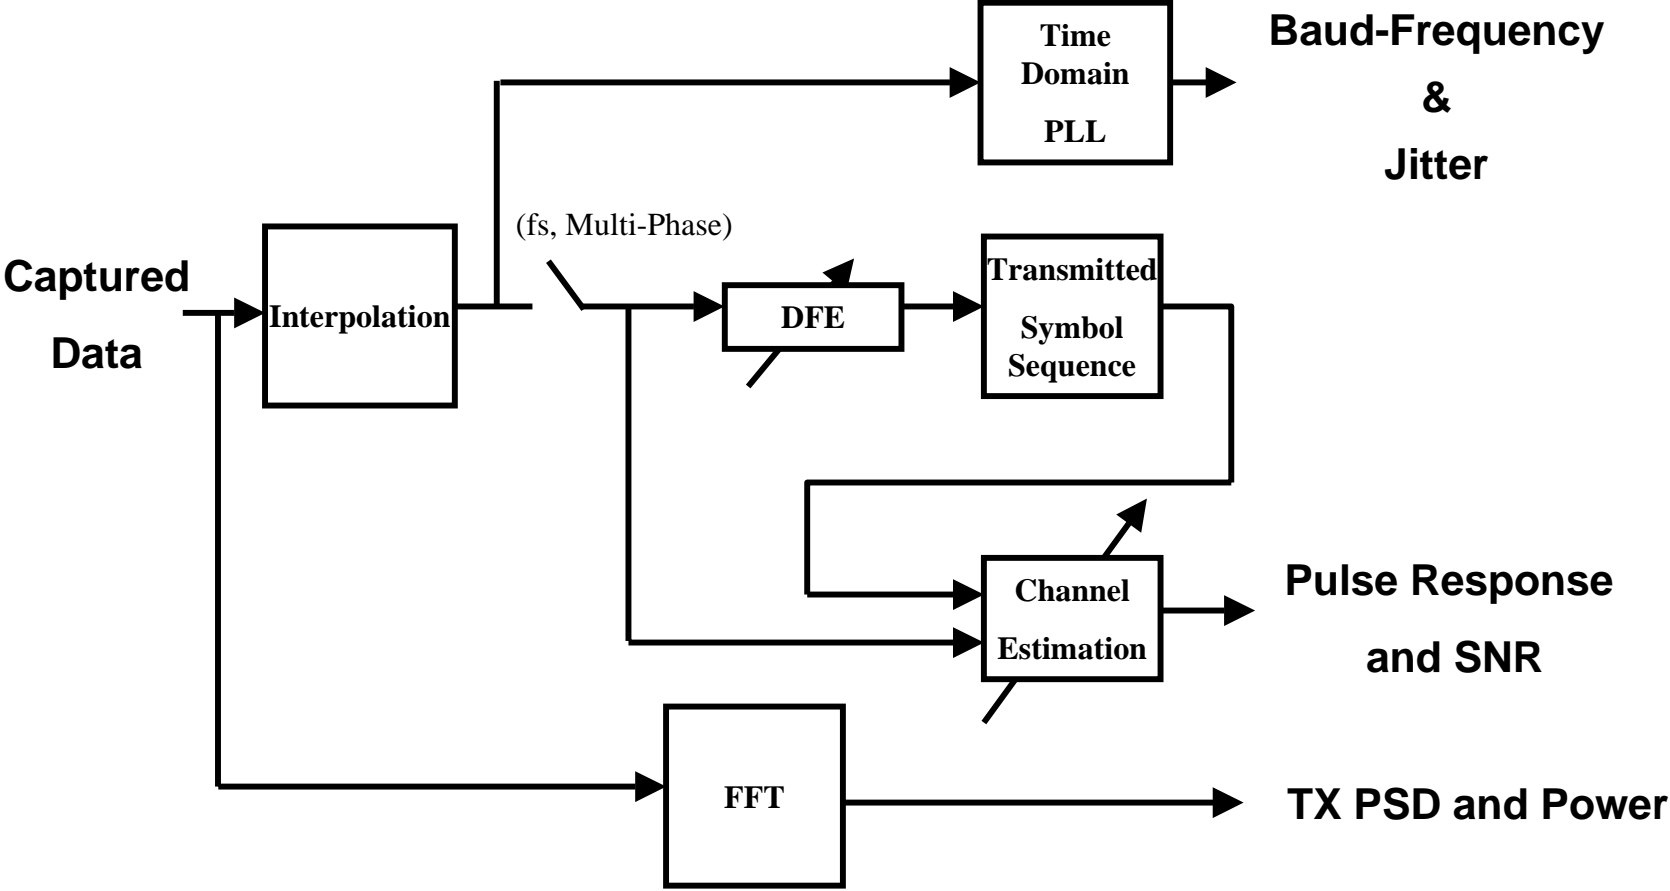 Time
Domain
PLL
Baud-Frequency
&
Jitter
(fs, Multi-Phase)
Captured
Data
Interpolation
DFE
Transmitted
Symbol
Sequence
Channel
Estimation
Pulse Response
and SNR
FFT
TX PSD and Power